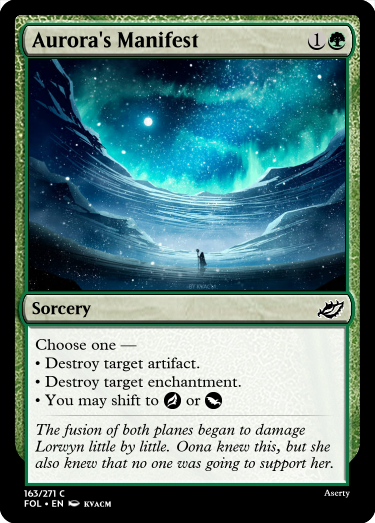 Aurora's Manifest 1
Sorcery
Choose one —
• Destroy target artifact.
• Destroy target enchantment.
• You may shift to or
The fusion of both planes began to damage
Lorwyn little by little. Oona knew this, but she
also knew that no one was going to support her.
163/271 C
FOL • EN KVACM
Aserty